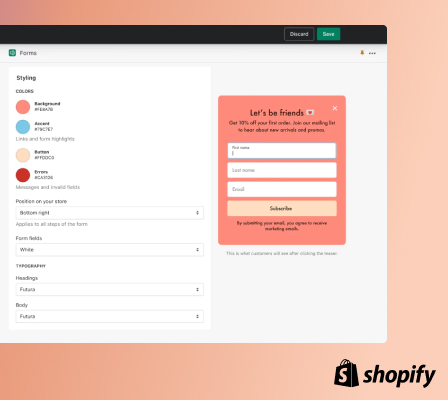 Discard
Save
Forms
Styling
COLORS
Background
Accent
#79C7E7
Links and form highlights
Button
Errors
Messages and invalid fields
Position on your store
Bottom right
Applies to all steps of the form
Form fields
White
TYPOGRAPHY
Headings
Futura
Body
Futura
Let's be friends 💌
Get 10% off your first order. Join our mailing list
to hear about new arrivals and promos.
First name
Last name
Email
Subscribe
By submitting your email, you agree to receive
marketing emails.
This is what customers will see after clicking the teaser.
shopify